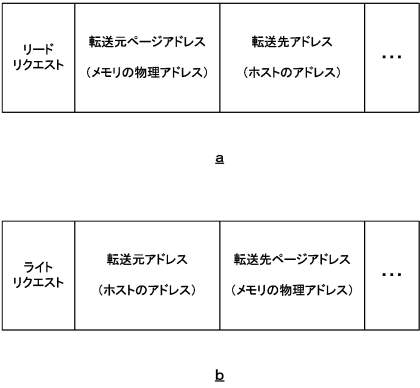 リード
リクエスト
転送元ページアドレス
(メモリの物理アドレス)
転送先アドレス
(ホストのアドレス)
...
a
ライト
リクエスト
転送元アドレス
(ホストのアドレス)
転送先ページアドレス
(メモリの物理アドレス)
...
b